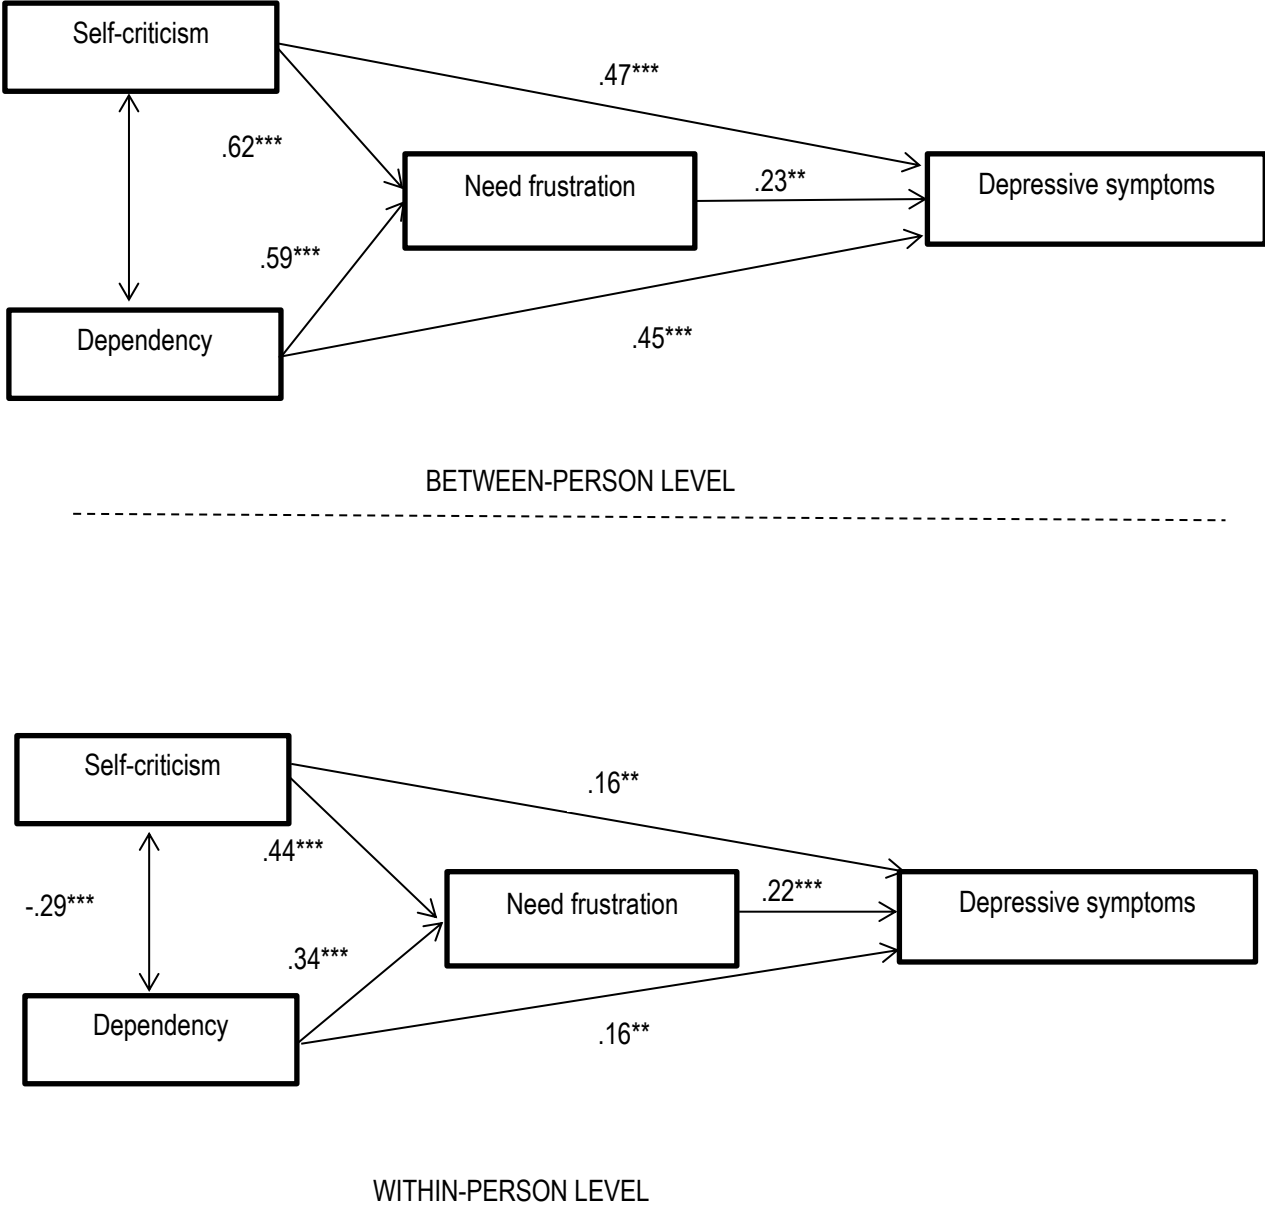 Self-criticism
.47***
.62***
Need frustration
.23**
Depressive symptoms
.59***
Dependency
.45***
BETWEEN-PERSON LEVEL
Self-criticism
.16**
.44***
-.29***
Need frustration
.22***
Depressive symptoms
.34***
Dependency
.16**
WITHIN-PERSON LEVEL